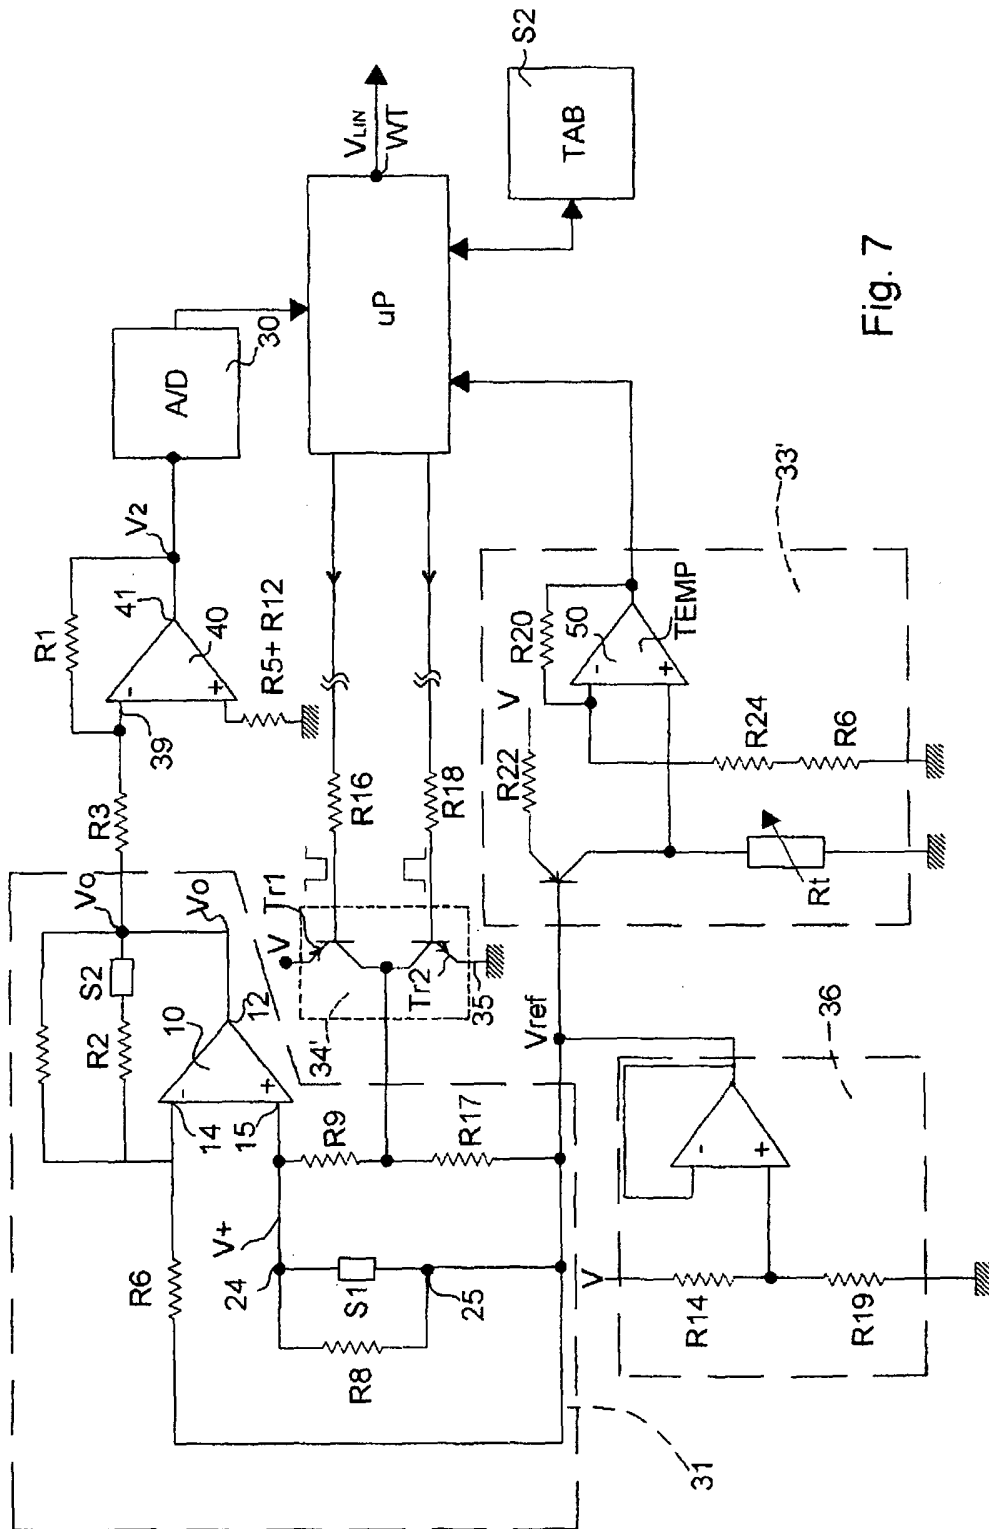 S2
VLIN
WT
TAB
A/D
30
uP
V2
R1
41
40
39
R5+ R12
R3
Vo
Vo
S2
R2
10
12
14
15
R6
V+
24
S1
25
R8
R9
R17
V
Tr1
34'
Tr2
35
R16
R18
33'
R20
50
TEMP
V
R22
R24
R6
Rt
Vref
36
V
R14
R19
31
Fig. 7